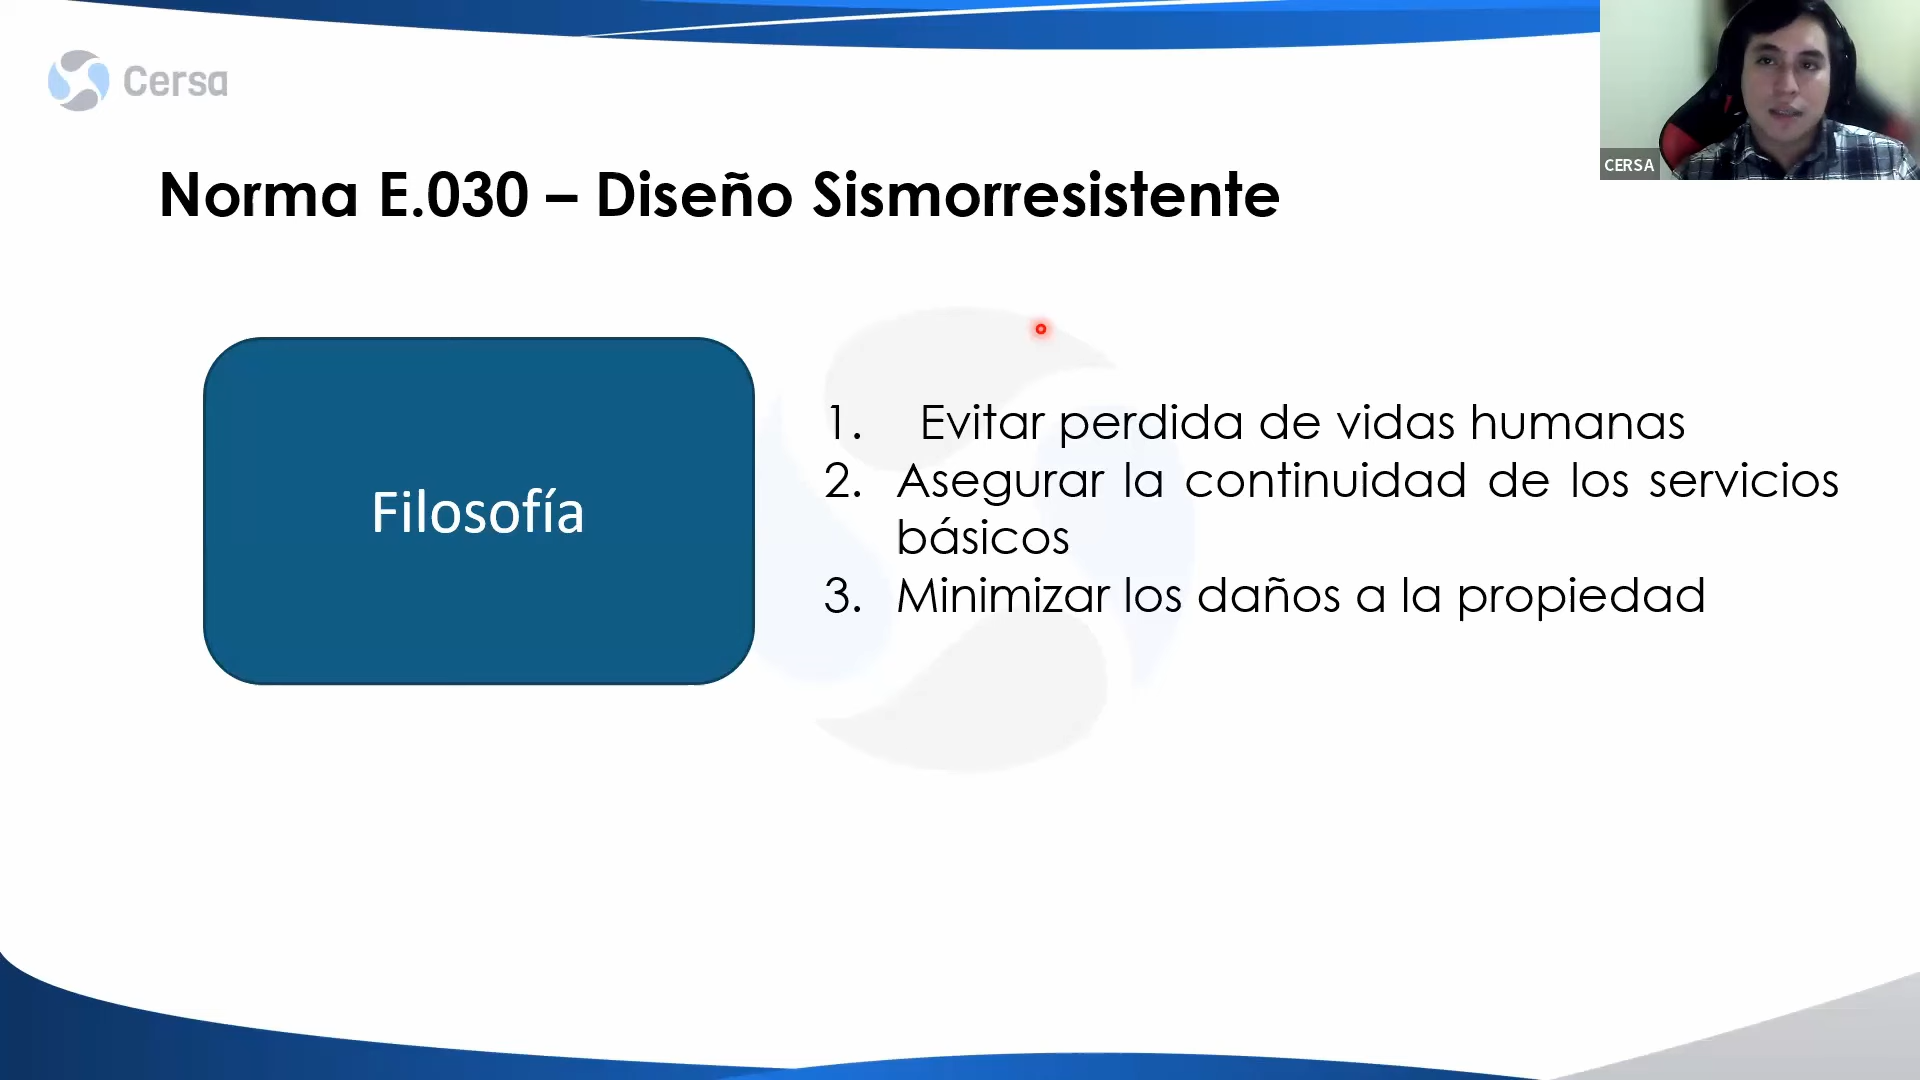 Cersa
CERSA
Norma E.030 – Diseño Sismorresistente
Filosofía
1. Evitar perdida de vidas humanas
2. Asegurar la continuidad de los servicios
básicos
3. Minimizar los daños a la propiedad